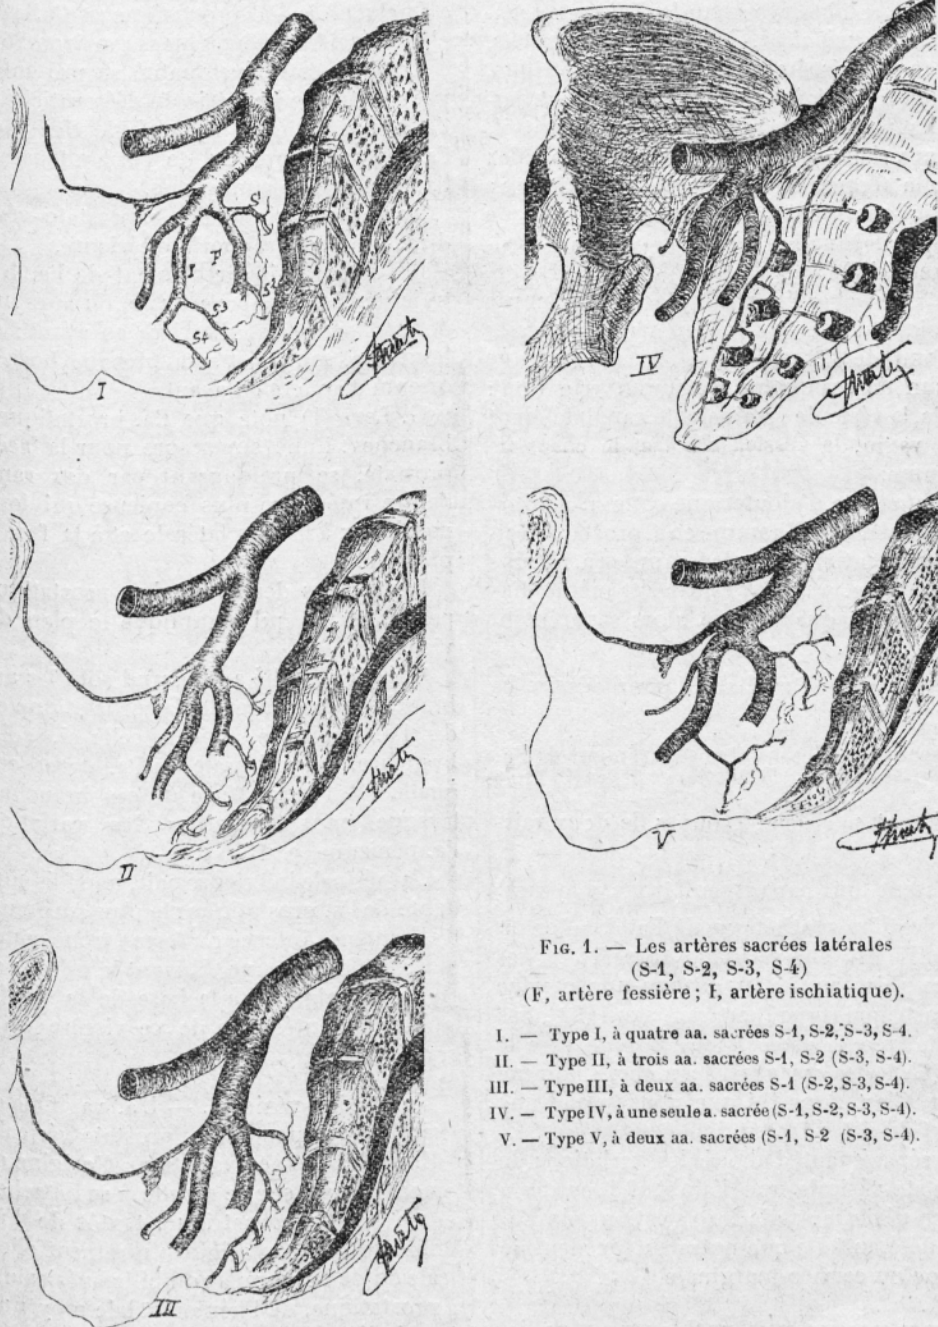 S1
F
I
S2
S3
S4
I
IV
II
V
III
FIG. 1. — Les artères sacrées latérales
(S-1, S-2, S-3, S-4)
(F, artère fessière ; I, artère ischiatique).
I. — Type I, à quatre aa. sacrées S-1, S-2, S-3, S-4.
II. — Type II, à trois aa. sacrées S-1, S-2 (S-3, S-4).
III. — Type III, à deux aa. sacrées S-1 (S-2, S-3, S-4).
IV. — Type IV, à une seule a. sacrée (S-1, S-2, S-3, S-4).
V. — Type V, à deux aa. sacrées (S-1, S-2 (S-3, S-4).